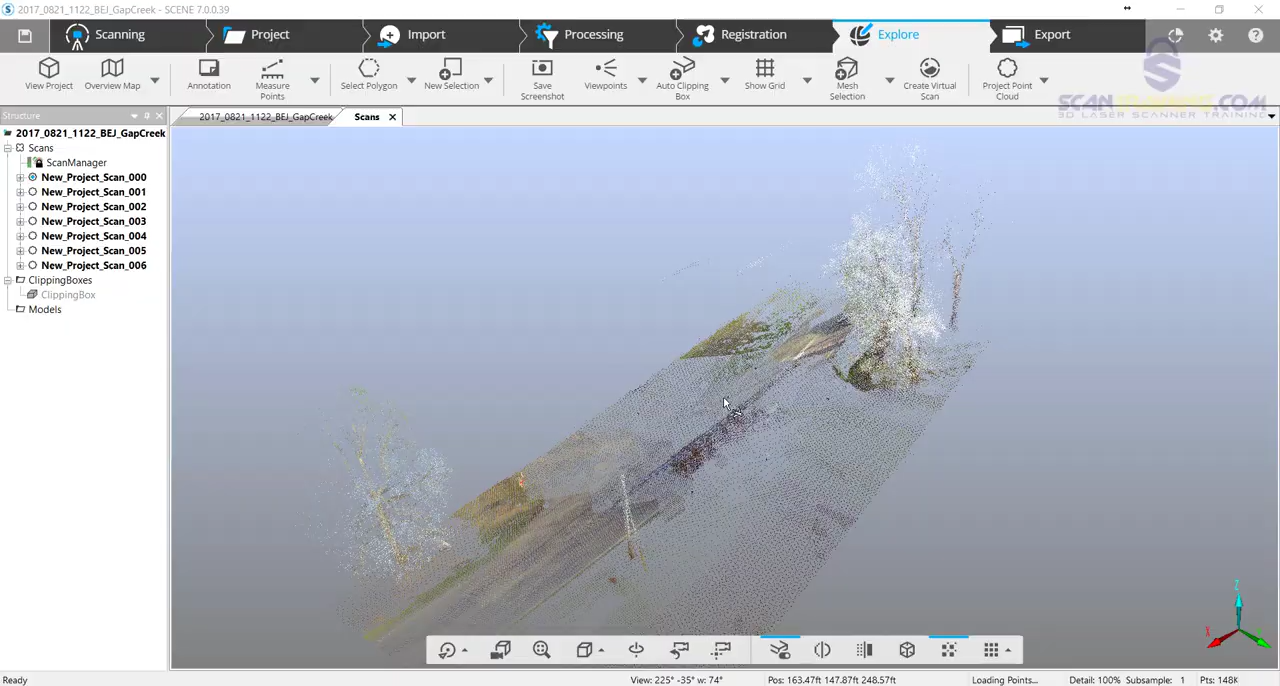 2017_0821_1122_BEJ_GapCreek - SCENE 7.0.0.39
Scanning
Project
Import
Processing
Registration
Explore
Export
View Project
Overview Map
Annotation
Measure Points
Select Polygon
New Selection
Save Screenshot
Viewpoints
Auto Clipping Box
Show Grid
Mesh Selection
Create Virtual Scan
Project Point Cloud
SCANTRAINERS.COM
3D LASER SCANNER TRAINING
Structure
2017_0821_1122_BEJ_GapCreek
Scans
2017_0821_1122_BEJ_GapCreek
Scans
ScanManager
New_Project_Scan_000
New_Project_Scan_001
New_Project_Scan_002
New_Project_Scan_003
New_Project_Scan_004
New_Project_Scan_005
New_Project_Scan_006
ClippingBoxes
ClippingBox
Models
Z
X
Ready
View: 225° -35° w: 74°
Pos: 163.47ft 147.87ft 248.57ft
Loading Points...
Detail: 100%
Subsample: 1
Pts: 148K